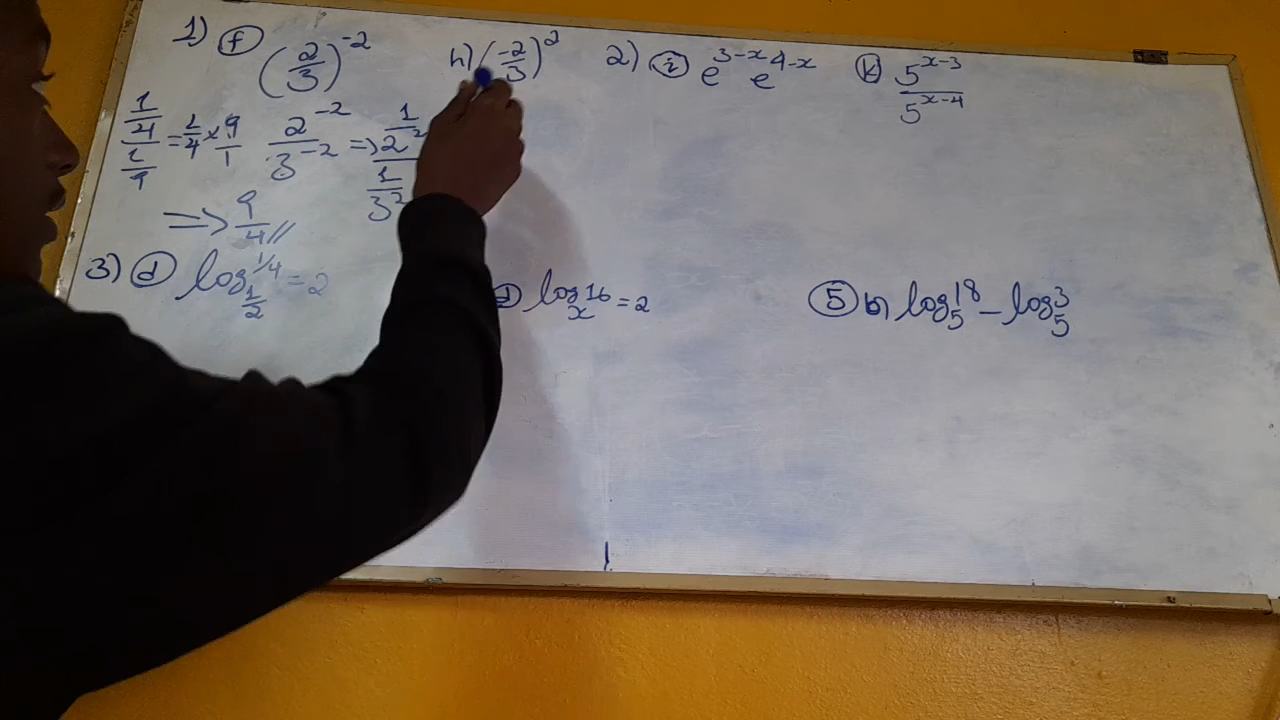 1) f (2/3)^-2 h) (-2/3)^2 2) i e^3-x e^4-x k 5^x-3/5^x-4
1/4/1/9 = 1/4 × 9/1 2^-2/3^-2 => 1/2^2/1/3^2
=> 9/4 //
3) d log_1/2 1/4 = 2 d log_x 16 = 2 5 b) log_5 18 - log_5 3